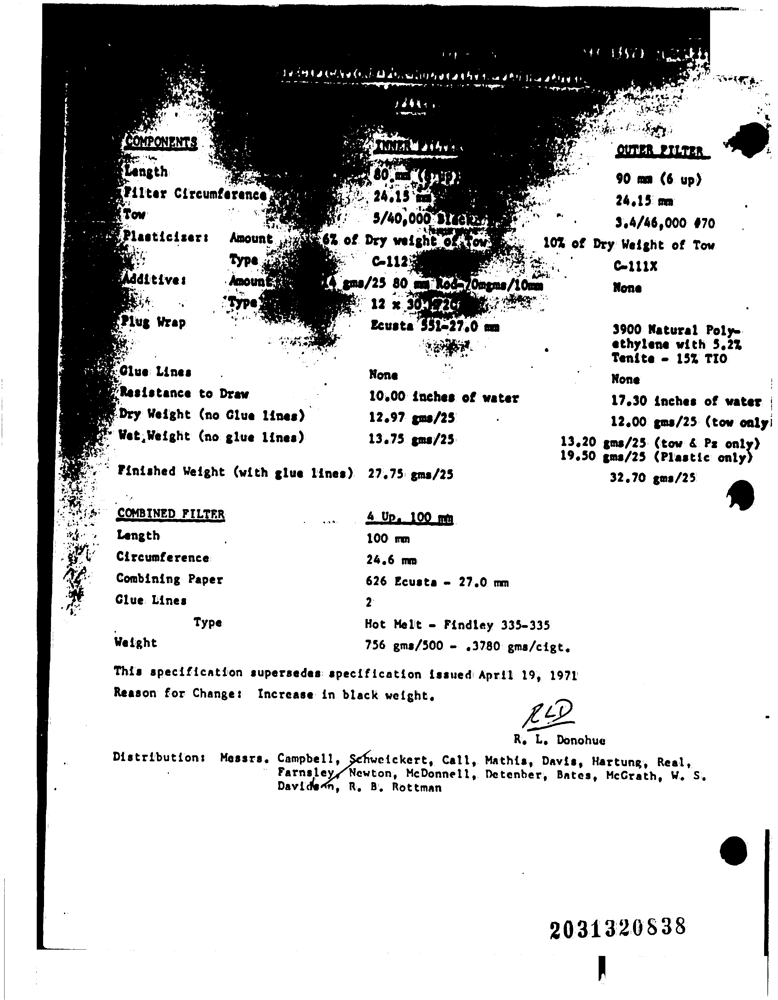 COMPONENTS INNER FILTER OUTER FILTER
Length 80 mm (6 up) 90 mm (6 up)
Filter Circumference 24.15 mm 24.15 mm
Tow 5/40,000 3.4/46,000 #70
Plasticizer: Amount 6% of Dry weight of Tow 10% of Dry Weight of Tow
Type C-112 C-111X
Additive: Amount gms/25 80 mm Rod-70mgms/10mm None
Type 12 x 30
Plug Wrap Ecusta 551-27.0 mm 3900 Natural Poly-
ethylene with 5.2%
Tenite - 15% TIO
Glue Lines None None
Resistance to Draw 10.00 inches of water 17.30 inches of water
Dry Weight (no Glue lines) 12.97 gms/25 12.00 gms/25 (tow only)
Wet Weight (no glue lines) 13.75 gms/25 13.20 gms/25 (tow & Pz only)
19.50 gms/25 (Plastic only)
Finished Weight (with glue lines) 27.75 gms/25 32.70 gms/25
COMBINED FILTER 4 Up, 100 mm
Length 100 mm
Circumference 24.6 mm
Combining Paper 626 Ecusta - 27.0 mm
Glue Lines 2
Type Hot Melt - Findley 335-335
Weight 756 gms/500 - .3780 gms/cigt.
This specification supersedes specification issued April 19, 1971
Reason for Change: Increase in black weight.
RLD
R. L. Donohue
Distribution: Messrs. Campbell, Schweickert, Call, Mathis, Davis, Hartung, Real,
Farnsley, Newton, McDonnell, Detenber, Bates, McGrath, W. S.
Davidson, R. B. Rottman
2031320838